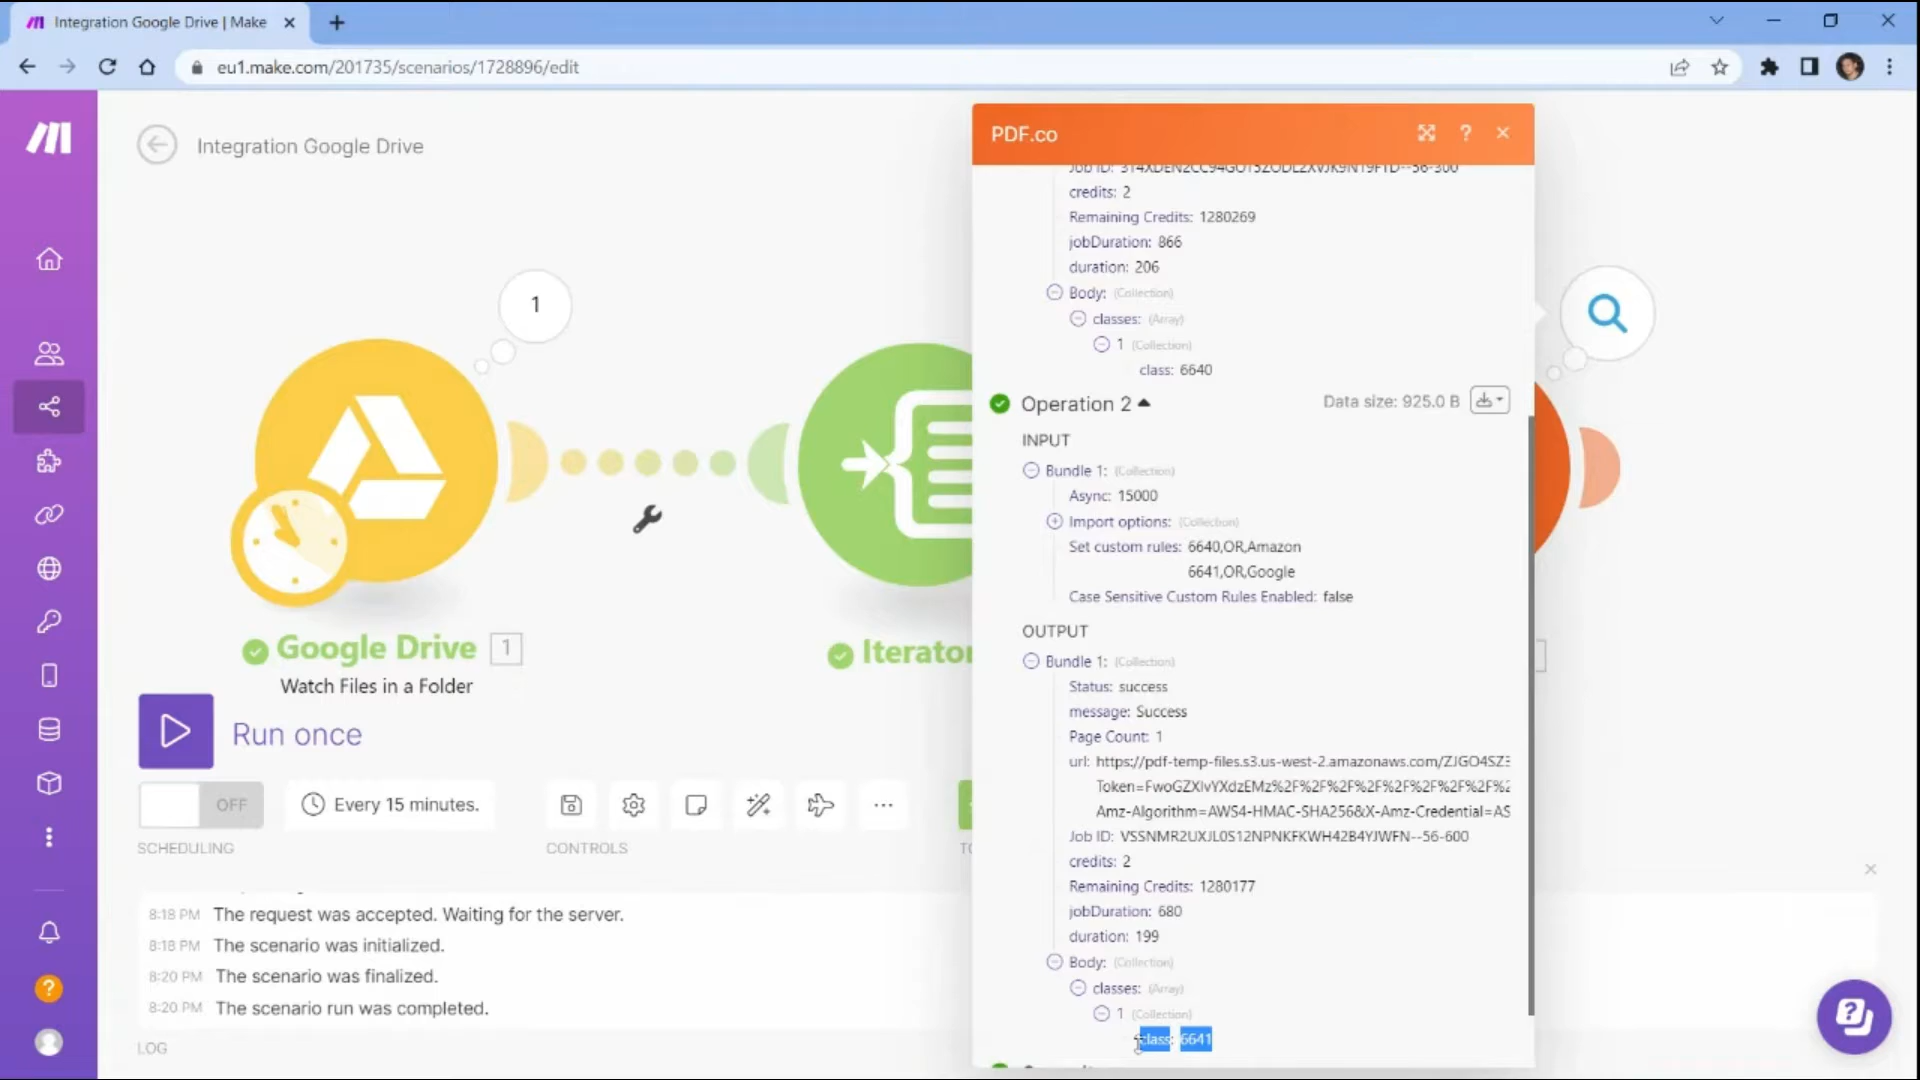 Integration Google Drive | Make
eu1.make.com/201735/scenarios/1728896/edit
Integration Google Drive
1
Google Drive 1
Watch Files in a Folder
Iterator
Run once
OFF
Every 15 minutes.
SCHEDULING
CONTROLS
8:18 PM The request was accepted. Waiting for the server.
8:18 PM The scenario was initialized.
8:20 PM The scenario was finalized.
8:20 PM The scenario run was completed.
LOG
PDF.co
credits: 2
Remaining Credits: 1280269
jobDuration: 866
duration: 206
Body: (Collection)
classes: (Array)
1 (Collection)
class: 6640
Operation 2 Data size: 925.0 B
INPUT
Bundle 1: (Collection)
Async: 15000
Import options: (Collection)
Set custom rules: 6640,OR,Amazon
6641,OR,Google
Case Sensitive Custom Rules Enabled: false
OUTPUT
Bundle 1: (Collection)
Status: success
message: Success
Page Count: 1
url: https://pdf-temp-files.s3.us-west-2.amazonaws.com/ZJGO4SZ
Token=FwoGZXIvYXdzEMz%2F%2F%2F%2F%2F%2F%2F%2
Amz-Algorithm=AWS4-HMAC-SHA256&X-Amz-Credential=AS
Job ID: VSSNMR2UXJL0S12NPNKFKWH42B4YJWFN--56-600
credits: 2
Remaining Credits: 1280177
jobDuration: 680
duration: 199
Body: (Collection)
classes: (Array)
1 (Collection)
class: 6641